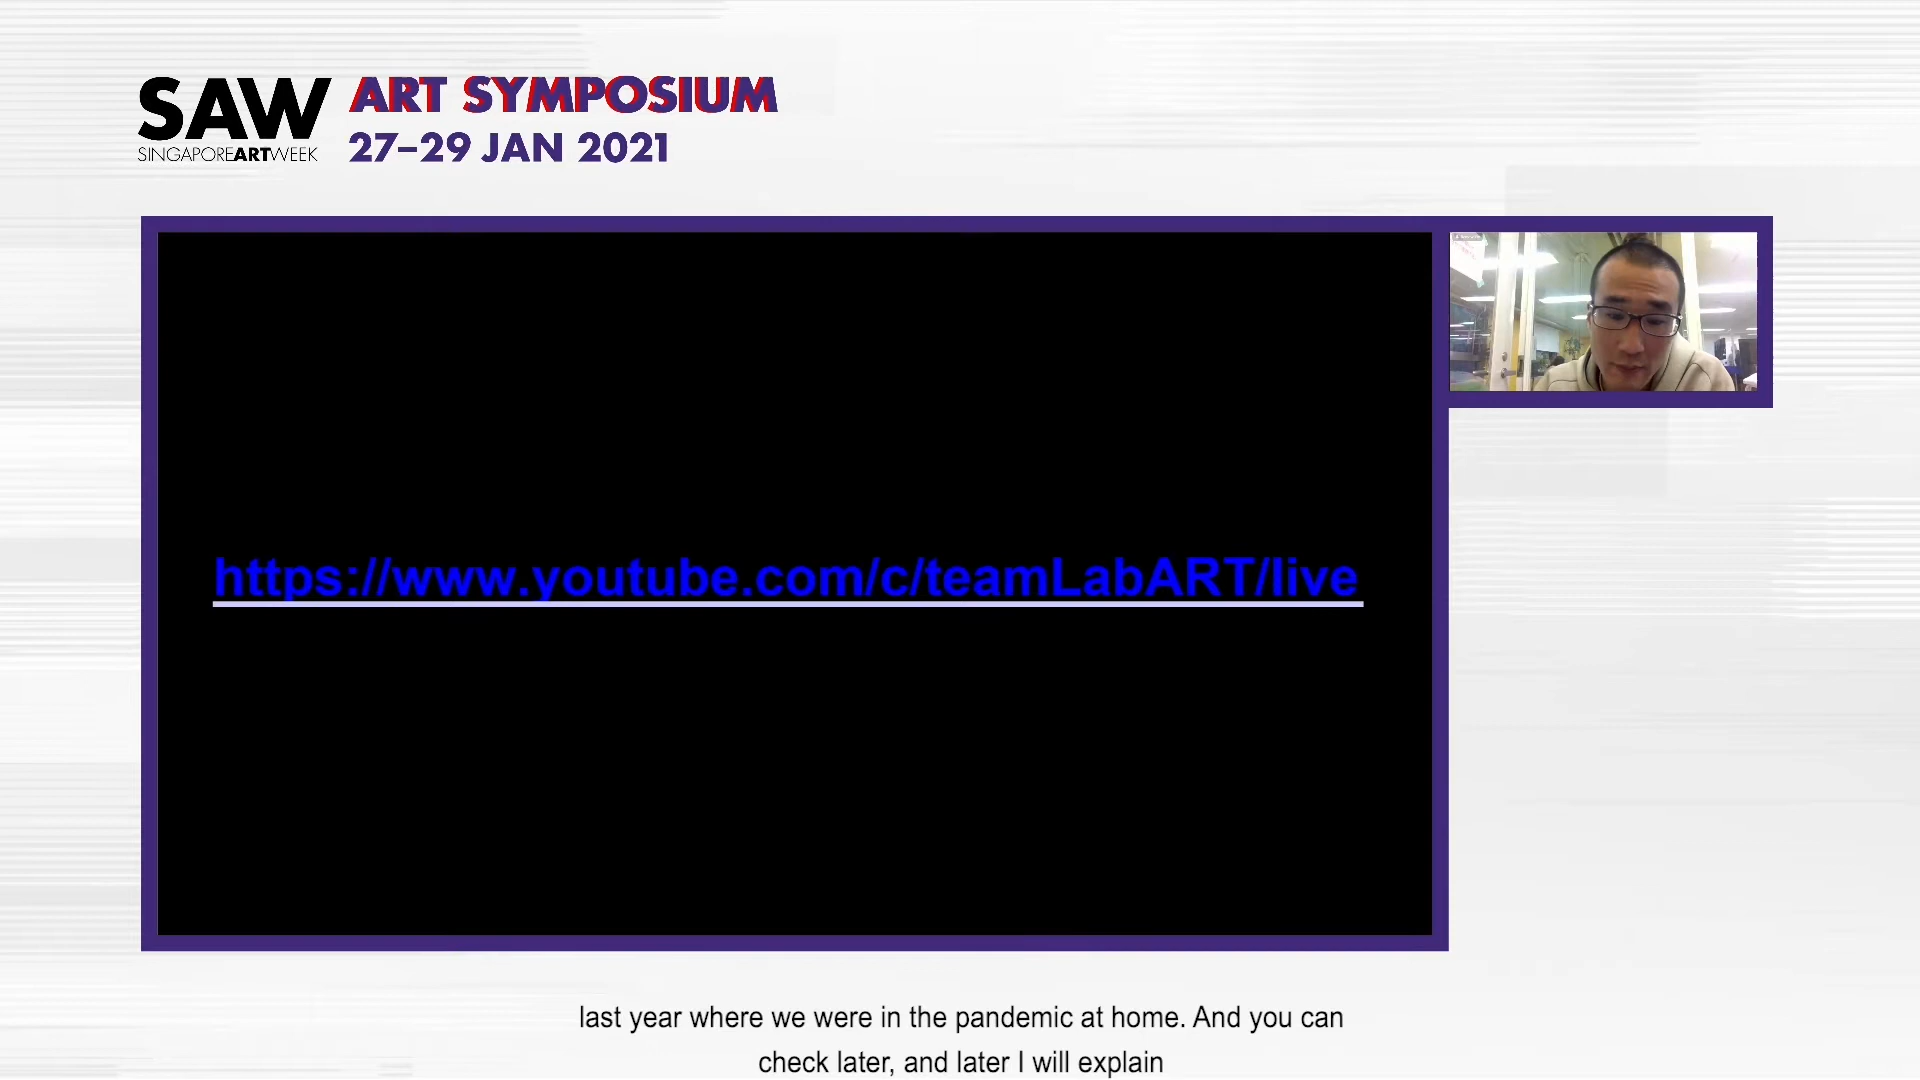 SAW ART SYMPOSIUM
SINGAPOREARTWEEK 27–29 JAN 2021
https://www.youtube.com/c/teamLabART/live
last year where we were in the pandemic at home. And you can
check later, and later I will explain